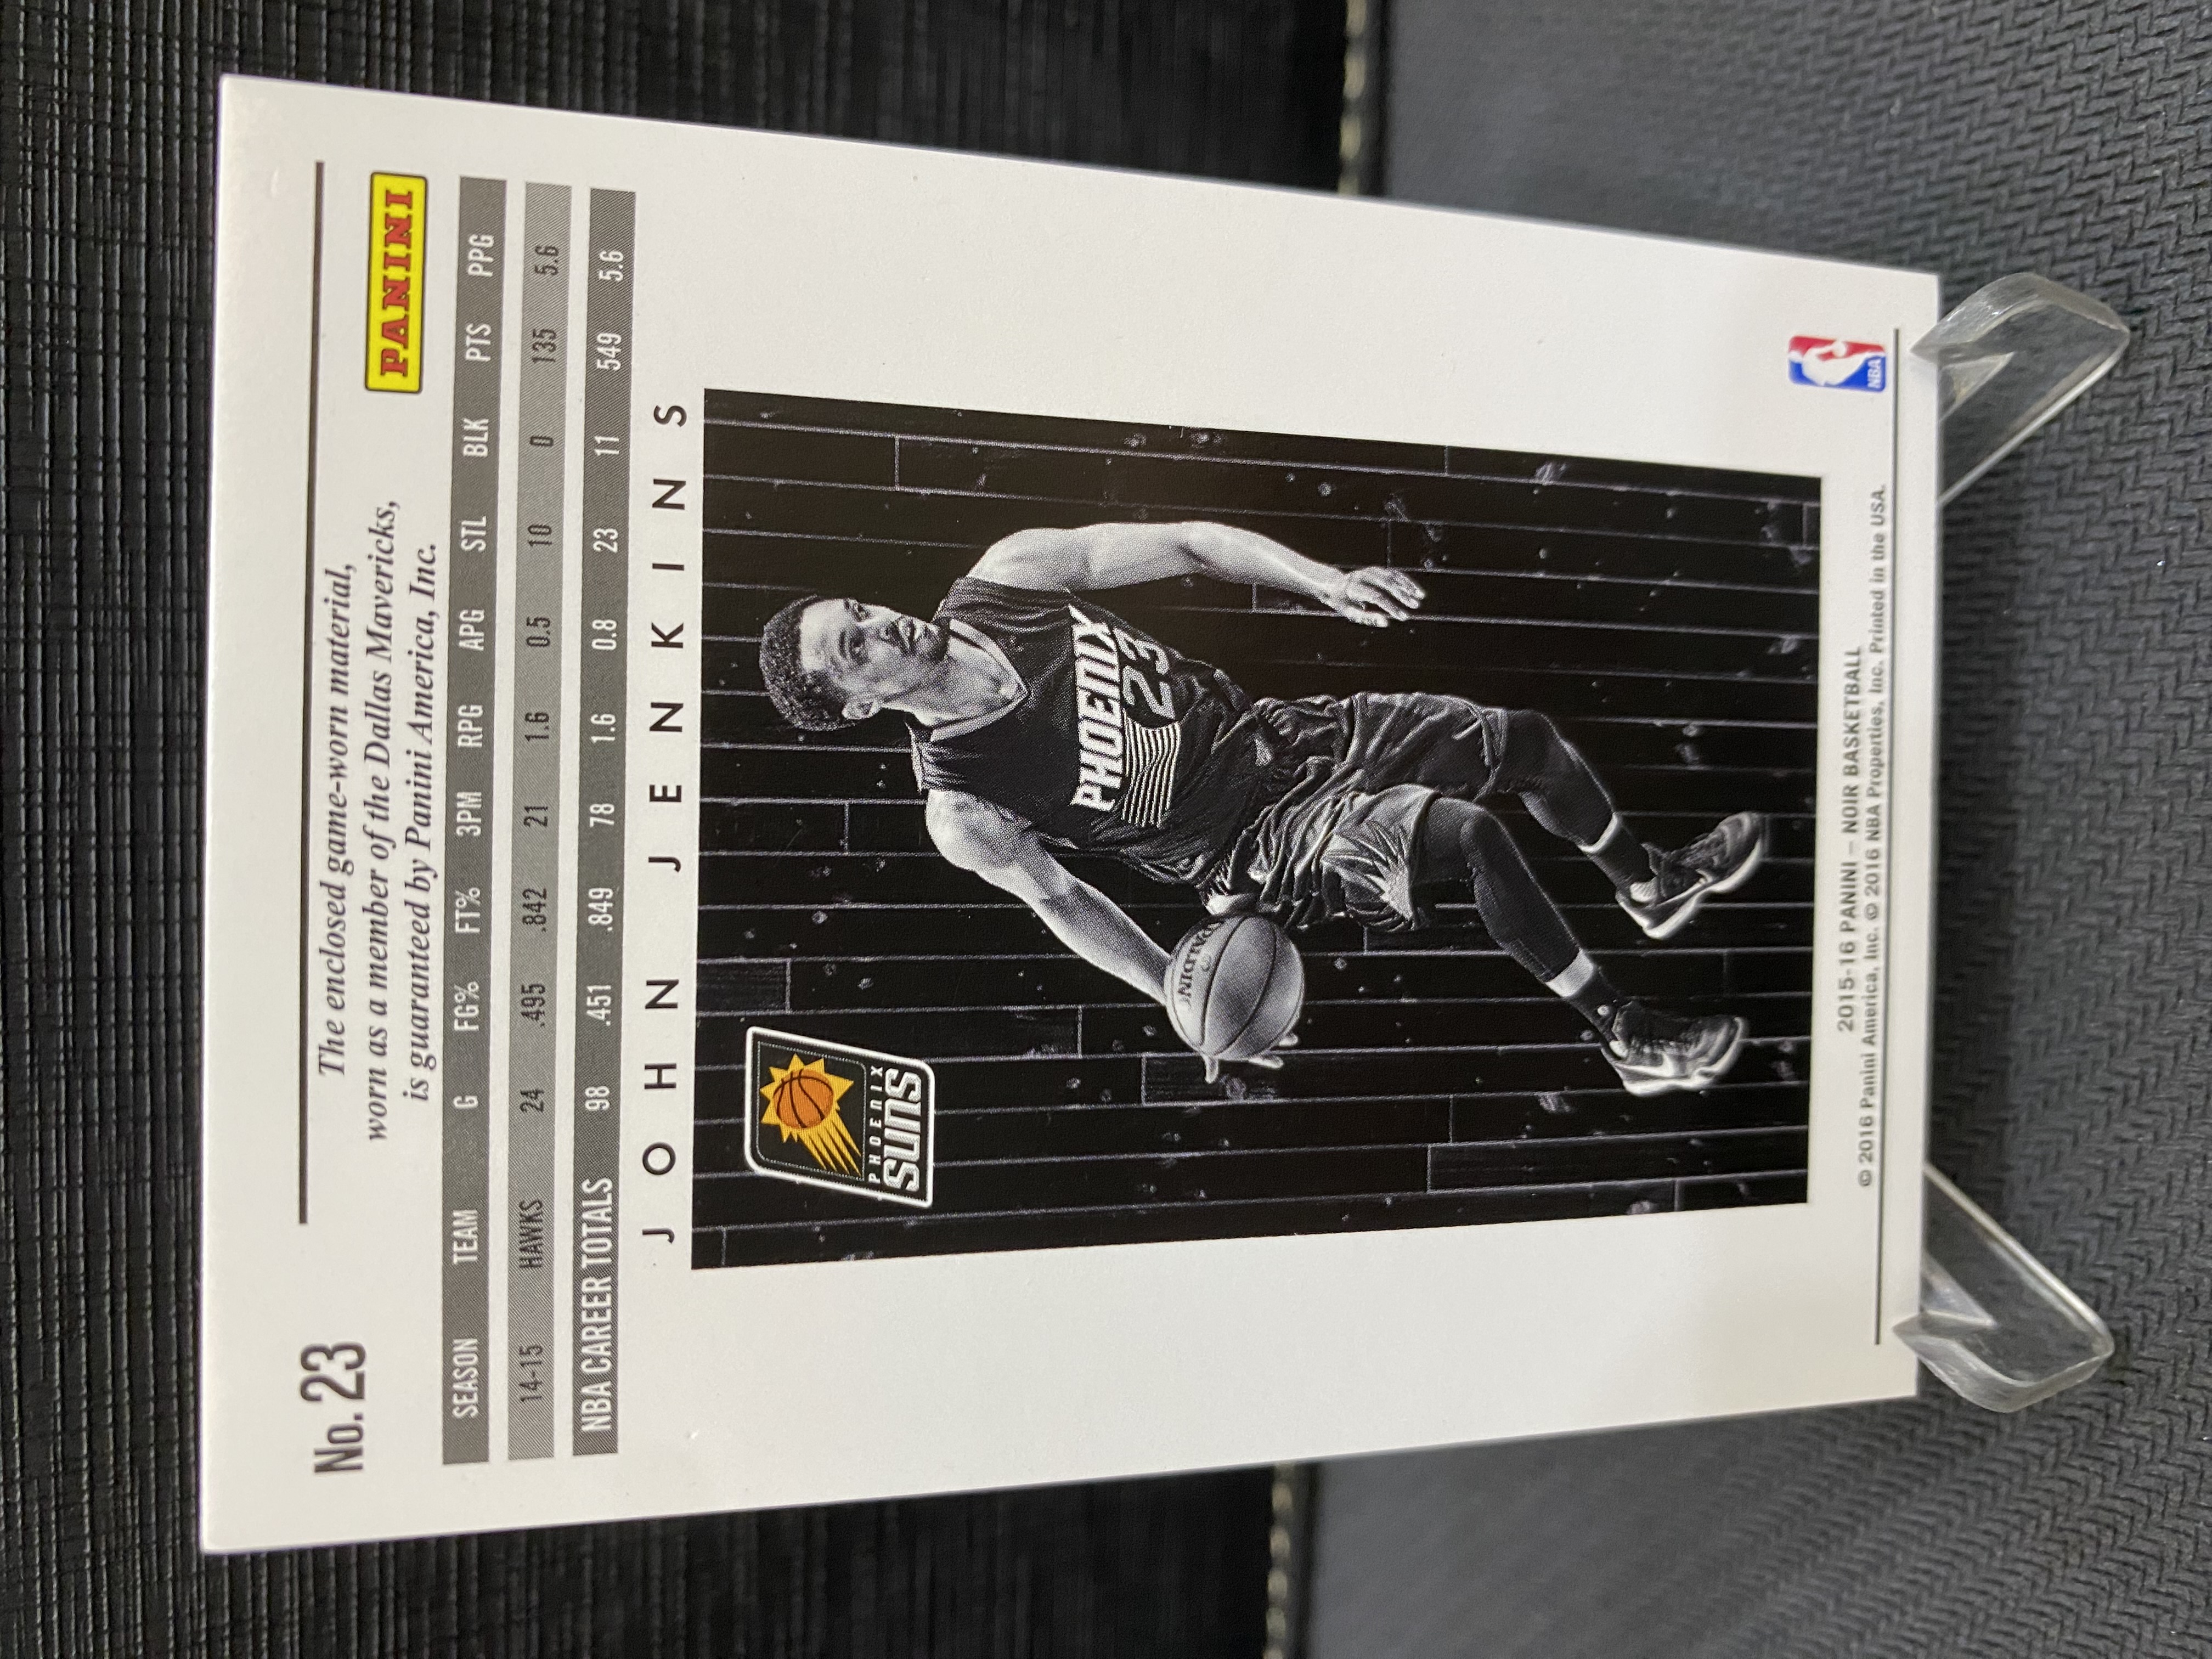 No. 23
The enclosed game-worn material,
worn as a member of the Dallas Mavericks,
is guaranteed by Panini America, Inc.
PANINI
SEASON TEAM G FG% FT% 3PM RPG APG STL BLK PTS PPG
14-15 HAWKS 24 .495 .842 21 1.6 0.5 10 0 135 5.6
NBA CAREER TOTALS 98 .451 .849 78 1.6 0.8 23 11 549 5.6
JOHN JENKINS
PHOENIX
SUNS
PHOENIX
23
SPALDING
2015-16 PANINI – NOIR BASKETBALL
© 2016 Panini America, Inc. © 2016 NBA Properties, Inc. Printed in the USA.
NBA